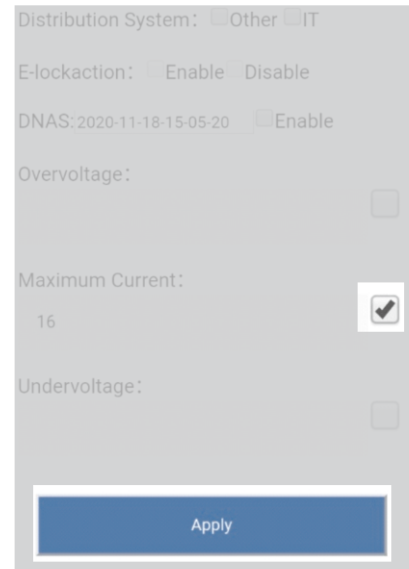 Distribution System: Other IT
E-lockaction: Enable Disable
DNAS: 2020-11-18-15-05-20 Enable
Overvoltage:
Maximum Current:
16
Undervoltage:
Apply